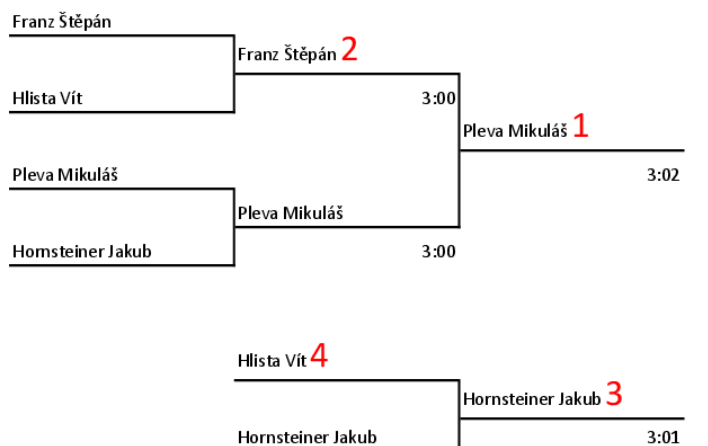 Franz Štěpán
Franz Štěpán 2
Hlista Vít
3:00
Pleva Mikuláš 1
Pleva Mikuláš
3:02
Pleva Mikuláš
Hornsteiner Jakub
3:00
Hlista Vít 4
Hornsteiner Jakub 3
Hornsteiner Jakub
3:01